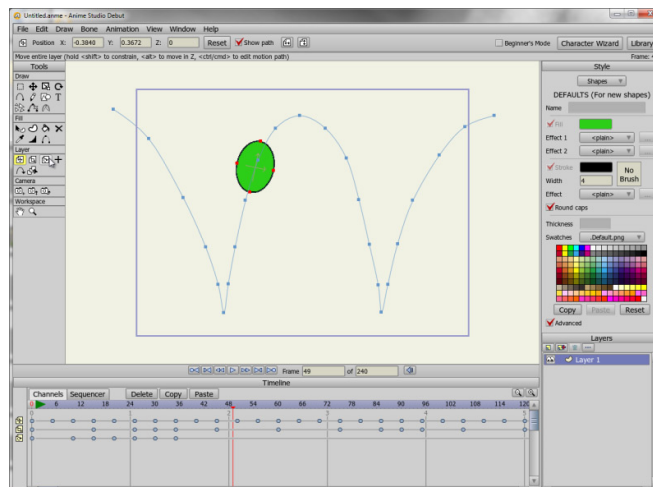 Untitled.anme - Anime Studio Debut
File Edit Draw Bone Animation View Window Help
Position X: -0.3840 Y: 0.3672 Z: 0 Reset Show path Beginner's Mode Character Wizard Library
Move entire layer (hold <shift> to constrain, <alt> to move in Z, <ctrl/cmd> to edit motion path) Frame:
Tools
Draw
Fill
Layer
Camera
Workspace
Style
Shapes
DEFAULTS (For new shapes)
Name
Fill
Effect 1 <plain>
Effect 2 <plain>
Stroke
No Brush
Width 4
Effect <plain>
Round caps
Thickness
Swatches .Default.png
Copy Paste Reset
Advanced
Layers
Layer 1
Frame 49 of 240
Timeline
Channels Sequencer Delete Copy Paste
0 6 12 18 24 30 36 42 48 54 60 66 72 78 84 90 96 102 108 114 120
1 2 3 4 5